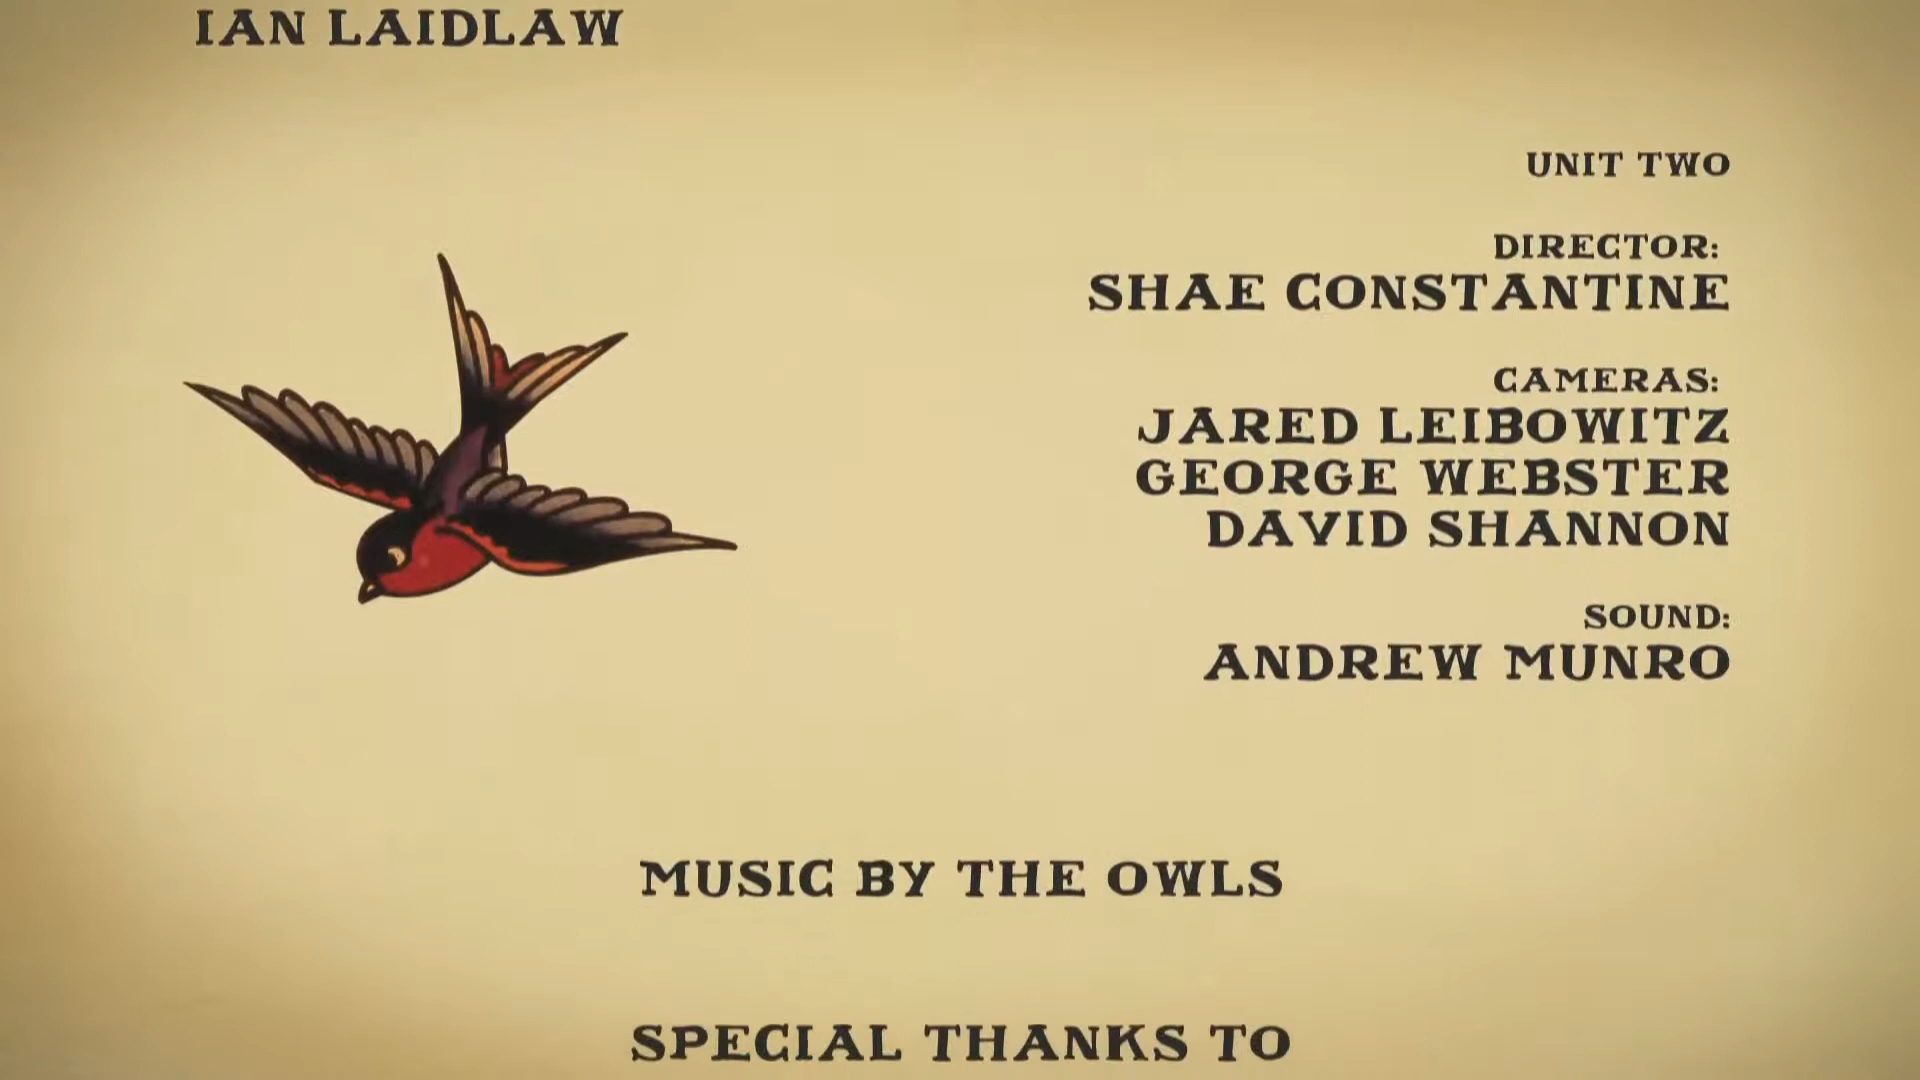 IAN LAIDLAW
UNIT TWO
DIRECTOR:
SHAE CONSTANTINE
CAMERAS:
JARED LEIBOWITZ
GEORGE WEBSTER
DAVID SHANNON
SOUND:
ANDREW MUNRO
MUSIC BY THE OWLS
SPECIAL THANKS TO